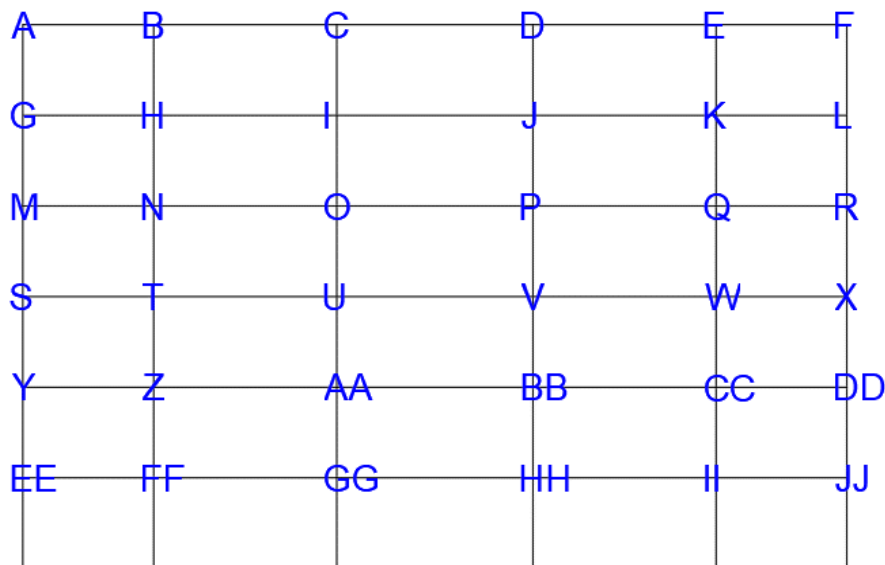 A B C D E F
G H I J K L
M N O P Q R
S T U V W X
Y Z AA BB CC DD
EE FF GG HH II JJ